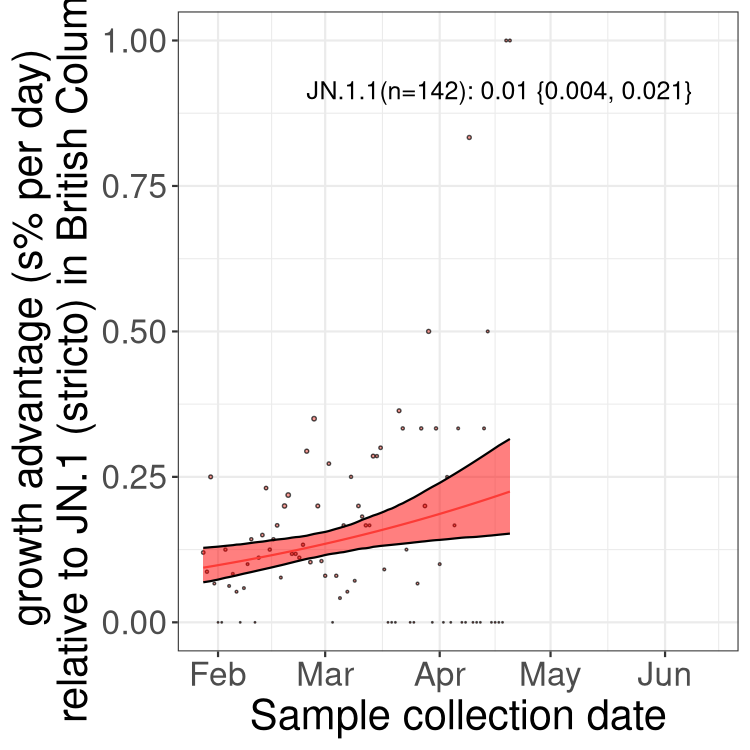 growth advantage (s% per day)
relative to JN.1 (stricto) in British Colum
1.00
0.75
0.50
0.25
0.00
JN.1.1(n=142): 0.01 {0.004, 0.021}
Feb Mar Apr May Jun
Sample collection date